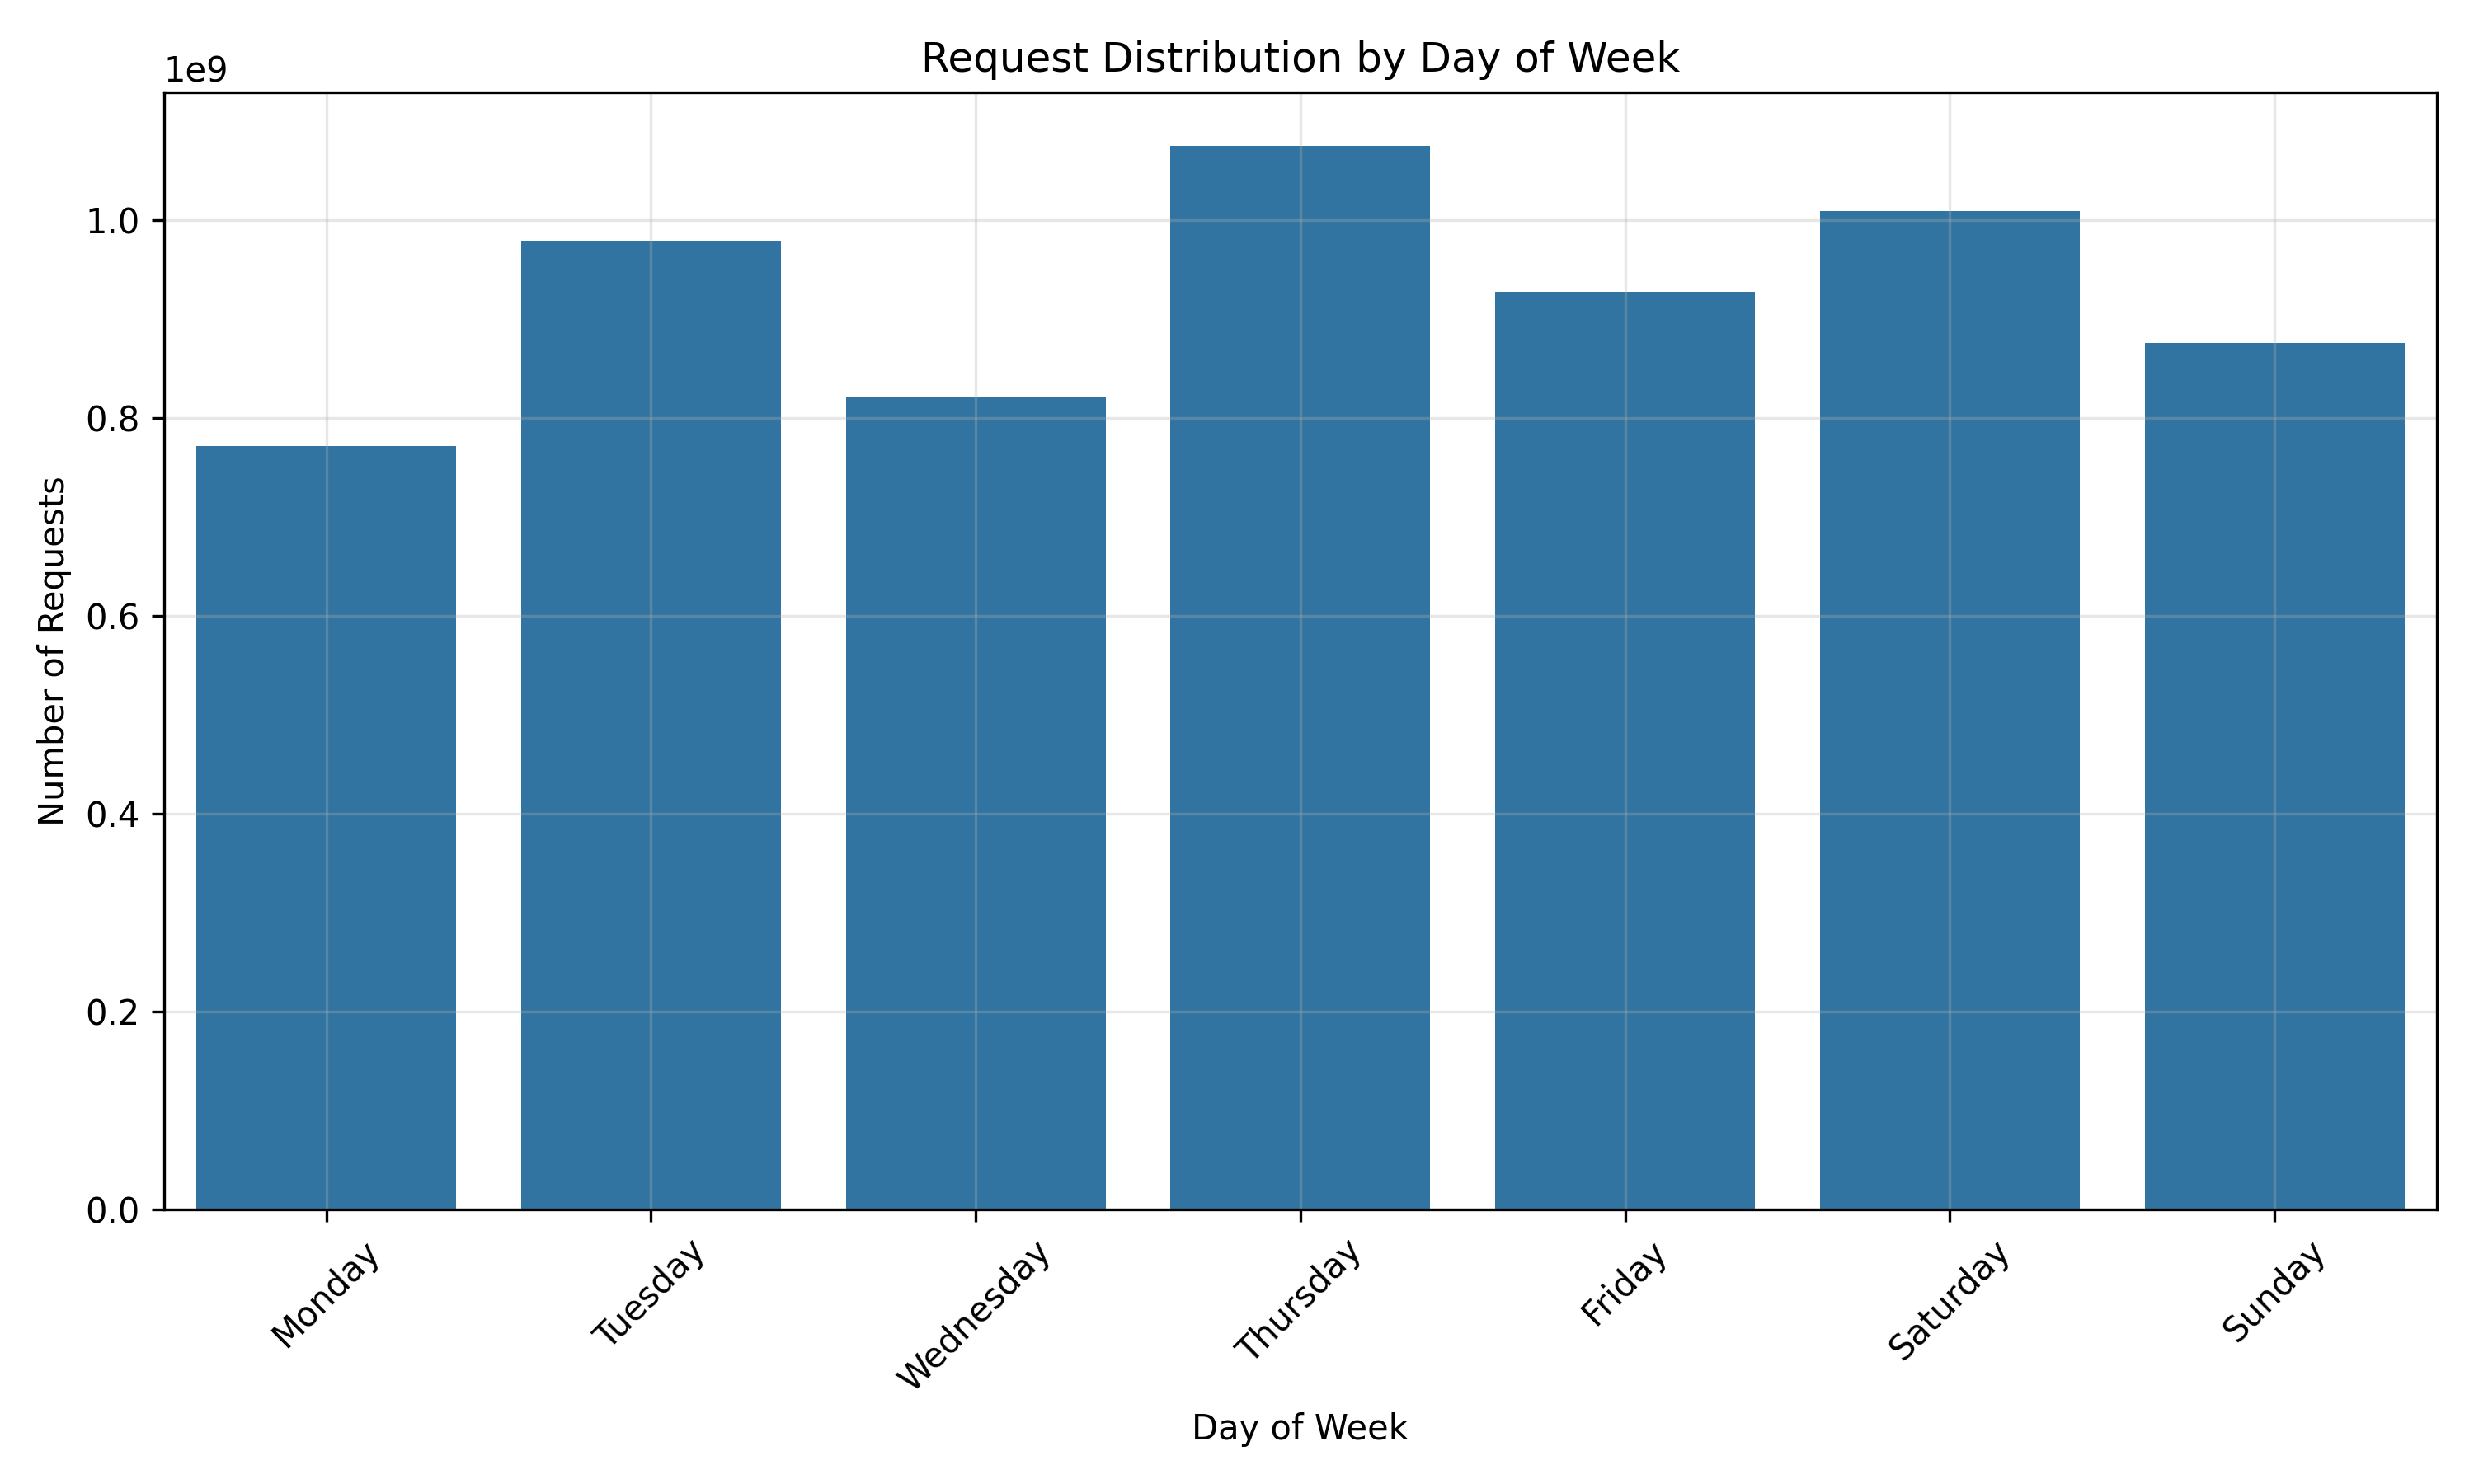 Request Distribution by Day of Week
1e9
1.0
0.8
0.6
0.4
0.2
0.0
Number of Requests
Monday
Tuesday
Wednesday
Thursday
Friday
Saturday
Sunday
Day of Week